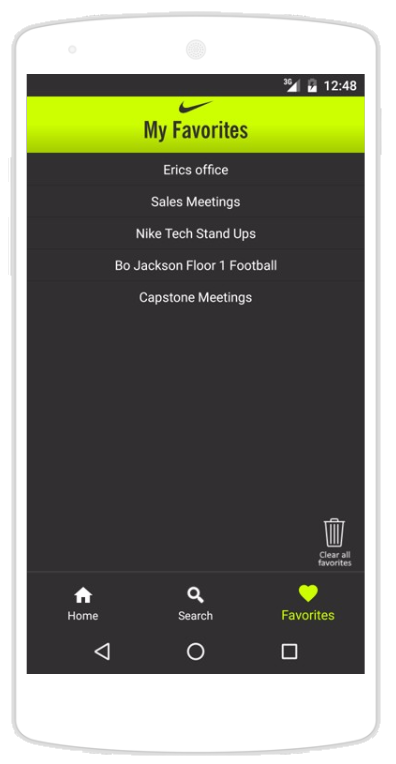 3G 12:48
My Favorites
Erics office
Sales Meetings
Nike Tech Stand Ups
Bo Jackson Floor 1 Football
Capstone Meetings
Clear all
favorites
Home Search Favorites